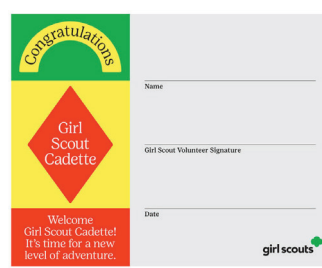 Congratulations
Girl
Scout
Cadette
Welcome
Girl Scout Cadette!
It's time for a new
level of adventure.
Name
Girl Scout Volunteer Signature
Date
girl scouts